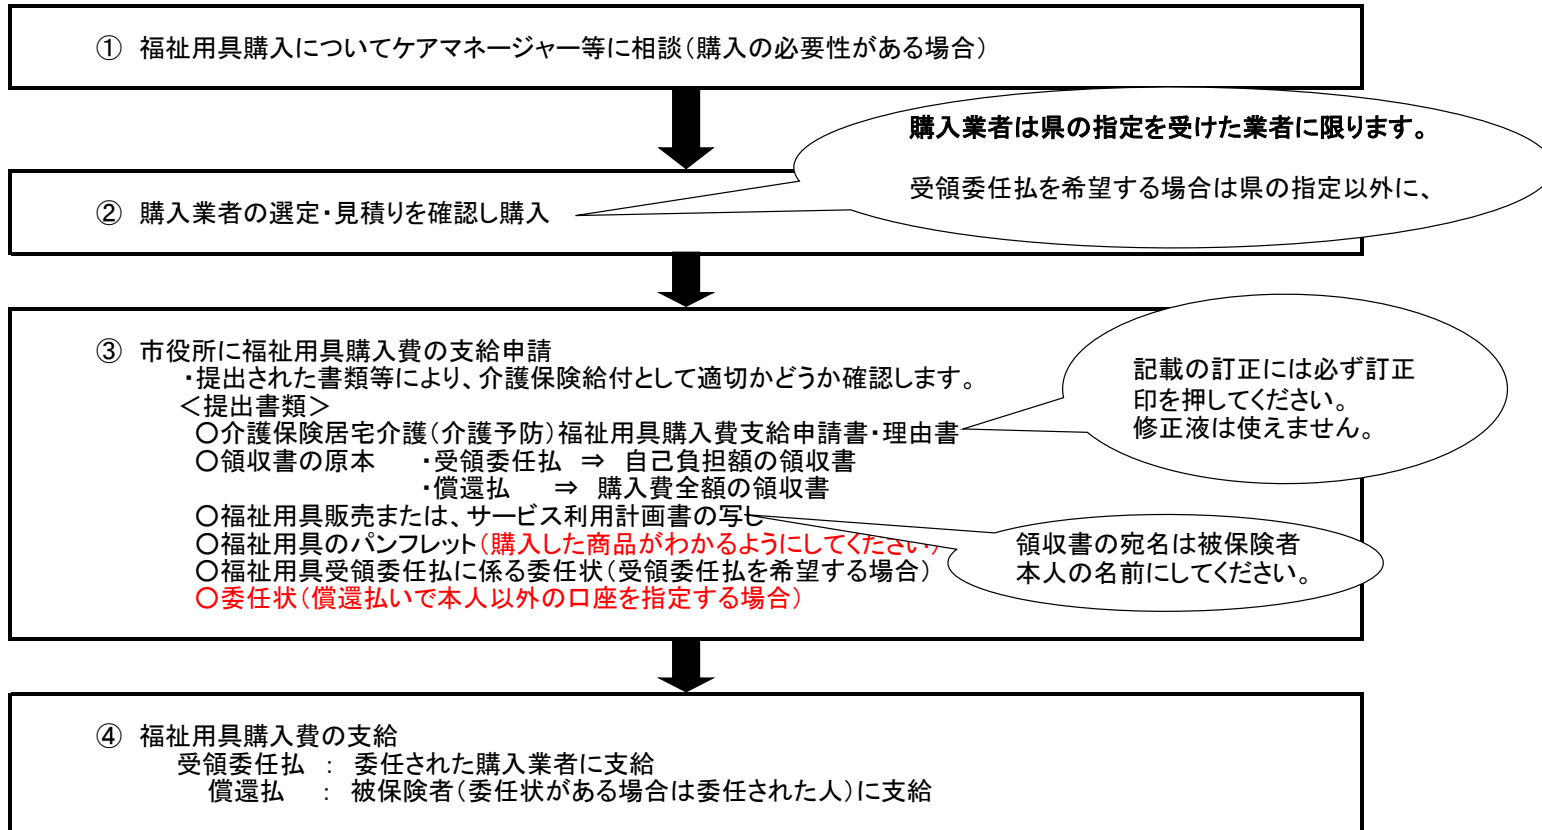 ① 福祉用具購入についてケアマネージャー等に相談(購入の必要性がある場合)
購入業者は県の指定を受けた業者に限ります。
受領委任払を希望する場合は県の指定以外に、
② 購入業者の選定・見積りを確認し購入
③ 市役所に福祉用具購入費の支給申請
・提出された書類等により、介護保険給付として適切かどうか確認します。
<提出書類>
〇介護保険居宅介護(介護予防)福祉用具購入費支給申請書・理由書
〇領収書の原本 ・受領委任払 ⇒ 自己負担額の領収書
・償還払 ⇒ 購入費全額の領収書
〇福祉用具販売または、サービス利用計画書の写し
〇福祉用具のパンフレット(購入した商品がわかるようにしてください)
〇福祉用具受領委任払に係る委任状(受領委任払を希望する場合)
〇委任状(償還払いで本人以外の口座を指定する場合)
記載の訂正には必ず訂正
印を押してください。
修正液は使えません。
領収書の宛名は被保険者
本人の名前にしてください。
④ 福祉用具購入費の支給
受領委任払 : 委任された購入業者に支給
償還払 : 被保険者(委任状がある場合は委任された人)に支給